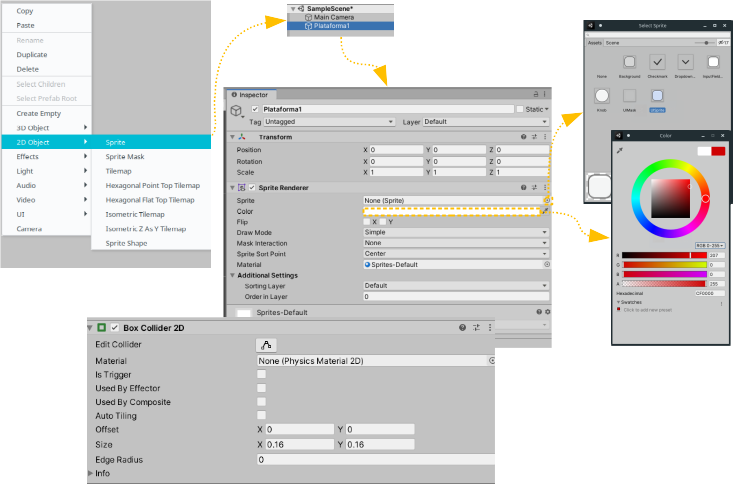 Copy
Paste
Rename
Duplicate
Delete
Select Children
Select Prefab Root
Create Empty
3D Object
2D Object
Effects
Light
Audio
Video
UI
Camera
Sprite
Sprite Mask
Tilemap
Hexagonal Point Top Tilemap
Hexagonal Flat Top Tilemap
Isometric Tilemap
Isometric Z As Y Tilemap
Sprite Shape
SampleScene*
Main Camera
Plataforma1
Inspector
Plataforma1 Static
Tag Untagged Layer Default
Transform
Position X 0 Y 0 Z 0
Rotation X 0 Y 0 Z 0
Scale X 1 Y 1 Z 1
Sprite Renderer
Sprite None (Sprite)
Color
Flip X Y
Draw Mode Simple
Mask Interaction None
Sprite Sort Point Center
Material Sprites-Default
Additional Settings
Sorting Layer Default
Order in Layer 0
Sprites-Default
Box Collider 2D
Edit Collider
Material None (Physics Material 2D)
Is Trigger
Used By Effector
Used By Composite
Auto Tiling
Offset X 0 Y 0
Size X 0.16 Y 0.16
Edge Radius 0
Info
Select Sprite
Assets Scene
None Background Checkmark Dropdown... InputField...
Knob UIMask
Color
RGB 0-255
R 207
G 0
B 0
A 255
Hexadecimal CF0000
Swatches
Click to add new preset